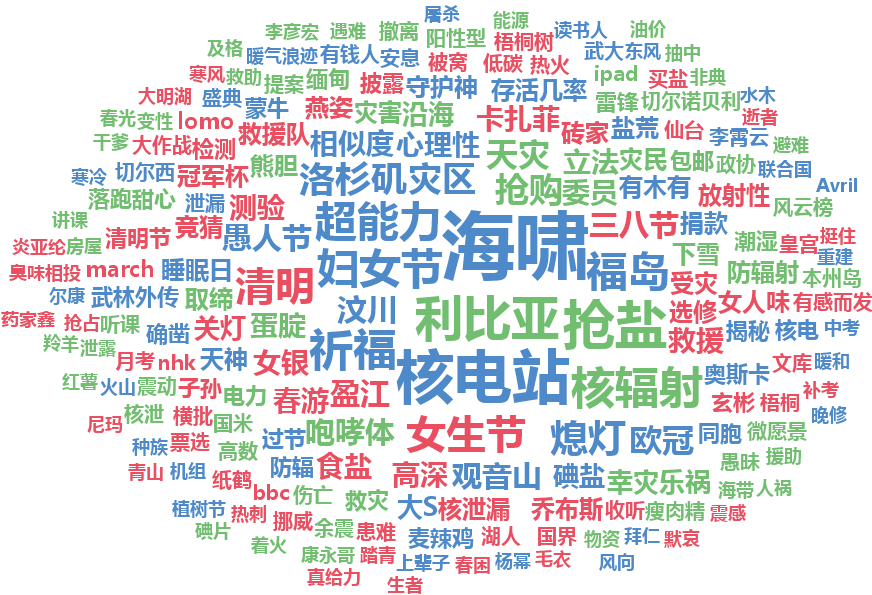 屠杀
李彦宏 遇难 撤离 能源 读书人 油价
及格 阳性型 梧桐树 武大东风 抽中
暖气浪迹 有钱人 安息 被窝 低碳 热火 ipad 买盐 非典
寒风 救助 提案 缅甸 披露 守护神 存活几率 雷锋 切尔诺贝利 水木
大明湖 盛典 蒙牛 燕姿 灾害沿海 卡扎菲 砖家 盐荒 仙台 李霄云 逝者
春光 变性 lomo 救援队 相似度 心理性 天灾 立法 灾民 包邮 政协 避难
干爹 大作战 检测 熊胆 洛杉矶 灾区 抢购 委员 有木有 放射性 联合国
寒冷 切尔西 冠军杯 测验 超能力 海啸 三八节 捐款 风云榜 Avril
落跑甜心 泄漏 竞猜 愚人节 妇女节 福岛 下雪 潮湿 皇宫 挺住
讲课 清明节 睡眠日 清明 汶川 受灾 防辐射 本州岛 重建
炎亚纶 房屋 march 取缔 利比亚 抢盐 选修 女人味 有感而发
臭味相投 武林外传 关灯 蛋腚 祈福 救援 揭秘 核电 中考
尔康 确凿 天神 女银 核电站 核辐射 奥斯卡 文库 暖和
药家鑫 抢占 听课 月考 nhk 子孙 春游 盈江 玄彬 梧桐 补考
羚羊 泄露 火山 震动 电力 女生节 熄灯 欧冠 同胞 微愿景 晚修
红薯 核泄 横批 国米 咆哮体 愚昧 援助
尼玛 种族 票选 高数 过节 食盐 高深 观音山 碘盐 幸灾乐祸
青山 机组 纸鹤 防辐 海带 人祸
植树节 热刺 bbc 伤亡 救灾 大S 核泄漏 乔布斯 收听 瘦肉精 震感
碘片 挪威 余震 患难 麦辣鸡 湖人 国界 物资 拜仁 默哀
着火 康永哥 踏青 上辈子 春困 杨幂 毛衣 风向
真给力 生者